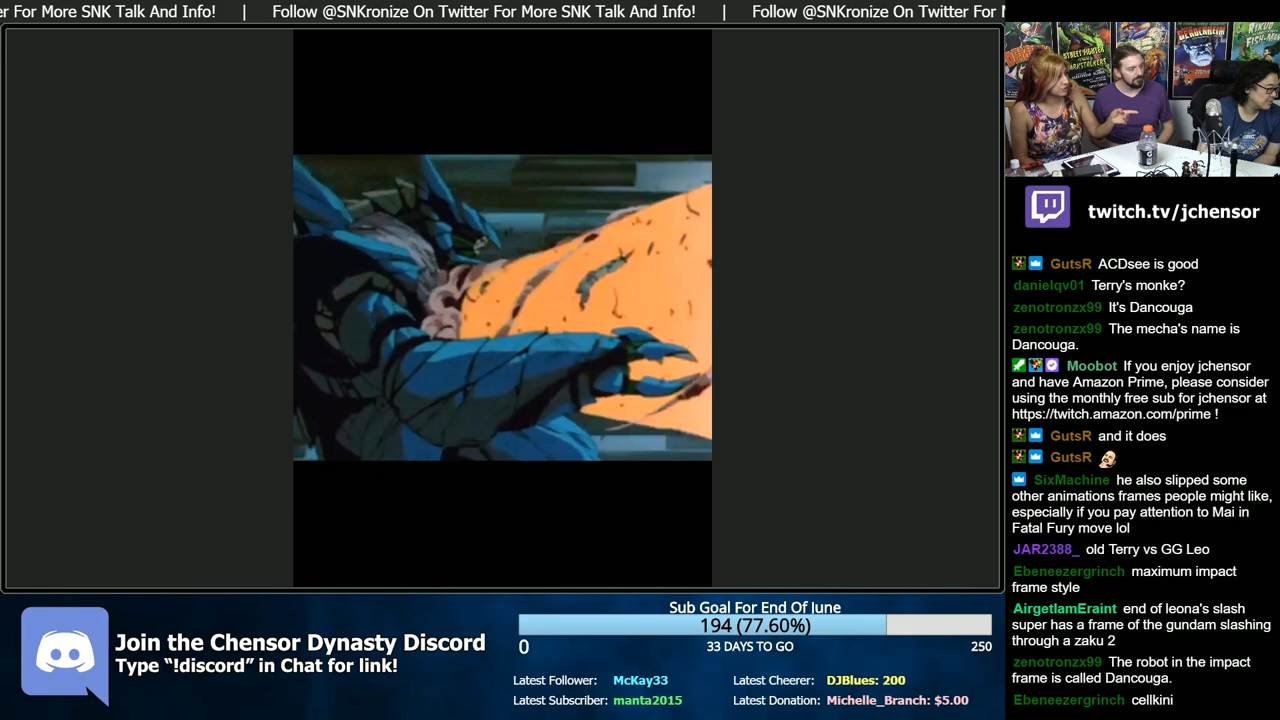 er For More SNK Talk And Info! | Follow @SNKronize On Twitter For More SNK Talk And Info! | Follow @SNKronize On Twitter For
STREET FIGHTER
twitch.tv/jchensor
GutsR ACDsee is good
danielqv01 Terry's monke?
zenotronzx99 It's Dancouga
zenotronzx99 The mecha's name is
Dancouga.
Moobot If you enjoy jchensor
and have Amazon Prime, please consider
using the monthly free sub for jchensor at
https://twitch.amazon.com/prime !
GutsR and it does
GutsR
SixMachine he also slipped some
other animations frames people might like,
especially if you pay attention to Mai in
Fatal Fury move lol
JAR2388_ old Terry vs GG Leo
Ebeneezergrinch maximum impact
frame style
AirgetlamEraint end of leona's slash
super has a frame of the gundam slashing
through a zaku 2
zenotronzx99 The robot in the impact
frame is called Dancouga.
Ebeneezergrinch cellkini
Join the Chensor Dynasty Discord
Type “!discord” in Chat for link!
Sub Goal For End Of June
194 (77.60%)
0 33 DAYS TO GO 250
Latest Follower: McKay33 Latest Cheerer: DJBlues: 200
Latest Subscriber: manta2015 Latest Donation: Michelle_Branch: $5.00